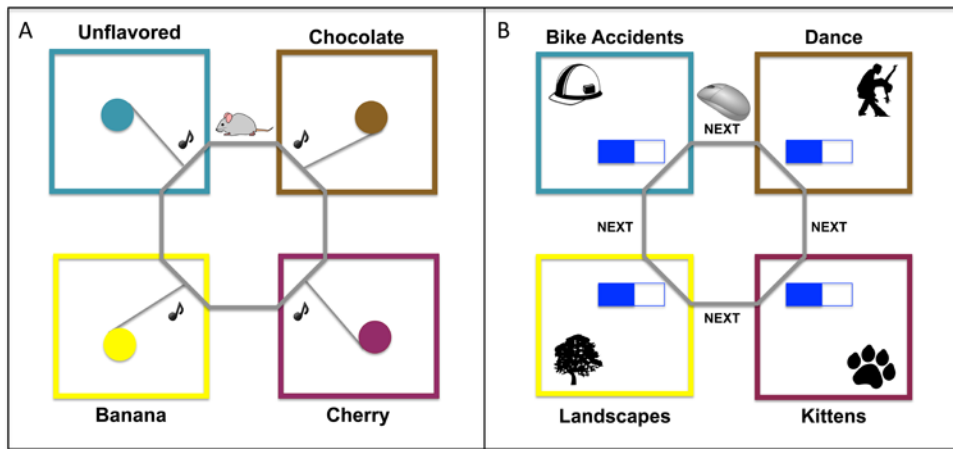 A
Unflavored
Chocolate
Banana
Cherry
B
Bike Accidents
Dance
NEXT
NEXT
NEXT
NEXT
Landscapes
Kittens